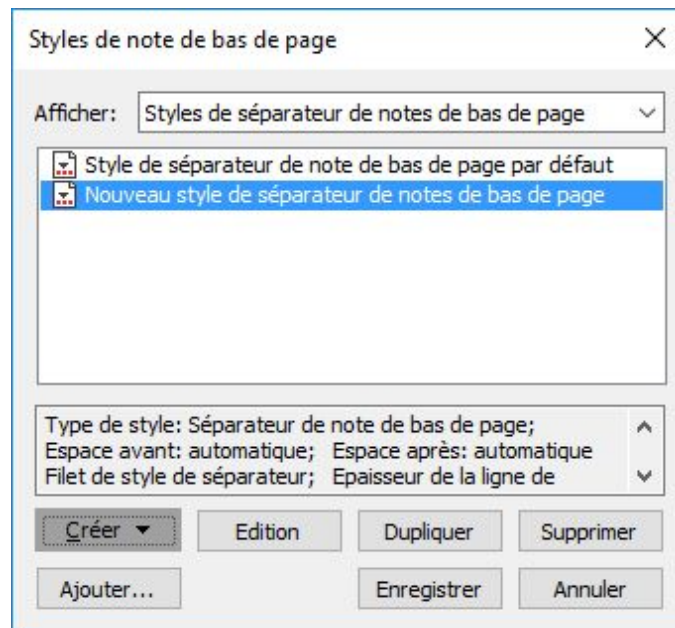 Styles de note de bas de page
Afficher: Styles de séparateur de notes de bas de page
Style de séparateur de note de bas de page par défaut
Nouveau style de séparateur de notes de bas de page
Type de style: Séparateur de note de bas de page;
Espace avant: automatique; Espace après: automatique
Filet de style de séparateur; Epaisseur de la ligne de
Créer Edition Dupliquer Supprimer
Ajouter... Enregistrer Annuler